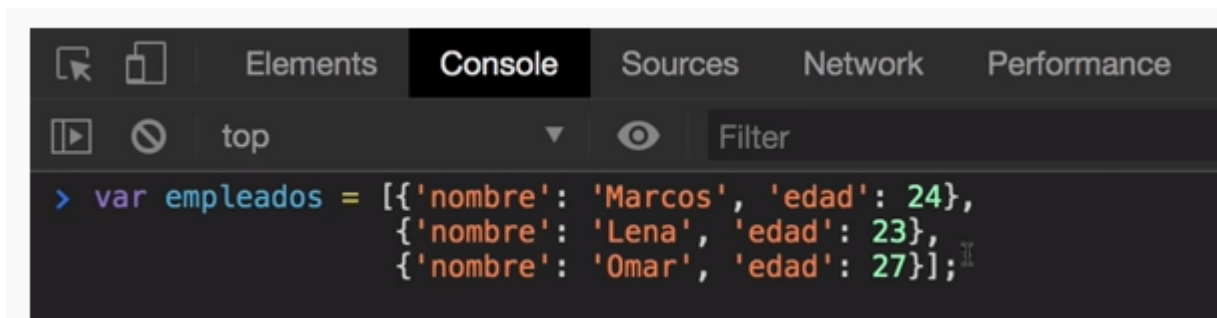 Elements Console Sources Network Performance
top Filter
> var empleados = [{'nombre': 'Marcos', 'edad': 24},
{'nombre': 'Lena', 'edad': 23},
{'nombre': 'Omar', 'edad': 27}];